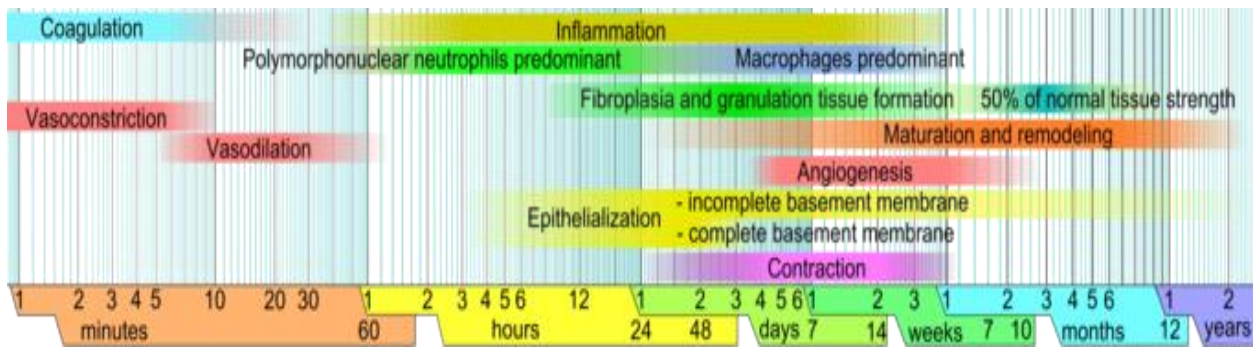 Coagulation Inflammation
Polymorphonuclear neutrophils predominant Macrophages predominant
Fibroplasia and granulation tissue formation 50% of normal tissue strength
Vasoconstriction Maturation and remodeling
Vasodilation
Angiogenesis
Epithelialization - incomplete basement membrane
- complete basement membrane
Contraction
1 2 3 4 5 10 20 30 1 2 3 4 5 6 12 1 2 3 4 5 6 1 2 3 1 2 3 4 5 6 1 2
minutes 60 hours 24 48 days 7 14 weeks 7 10 months 12 years